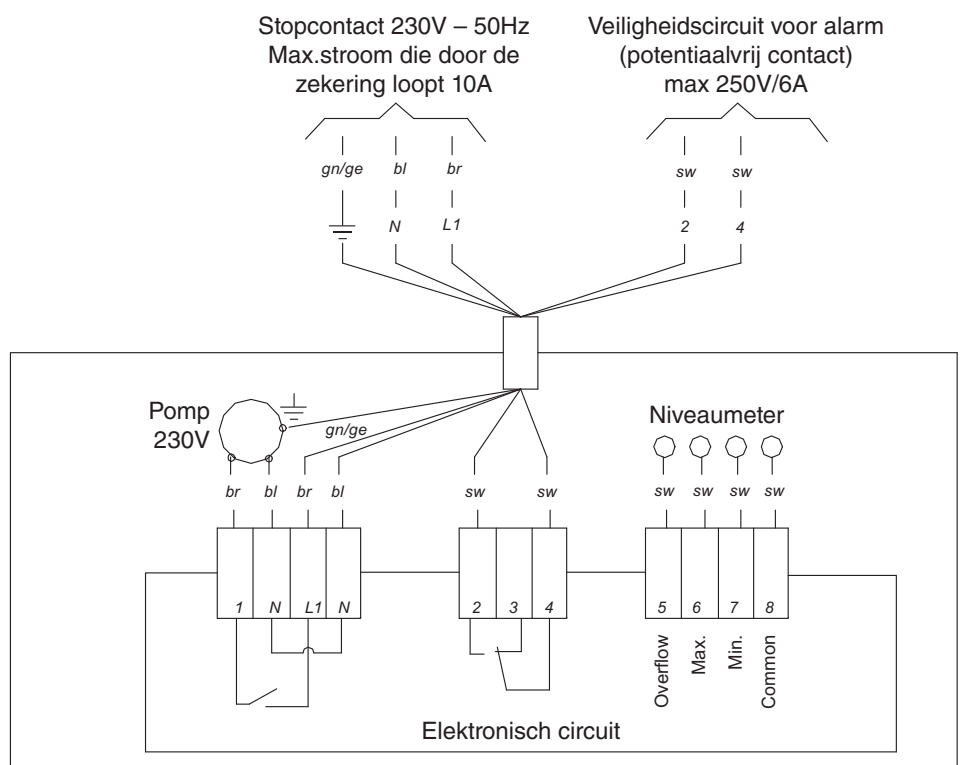 Stopcontact 230V – 50Hz
Max.stroom die door de
zekering loopt 10A
Veiligheidscircuit voor alarm
(potentiaalvrij contact)
max 250V/6A
gn/ge bl br
sw sw
N L1
2 4
Pomp
230V
gn/ge
Niveaumeter
br bl br bl
sw sw
sw sw sw sw
1 N L1 N
2 3 4
5 6 7 8
Overflow
Max.
Min.
Common
Elektronisch circuit